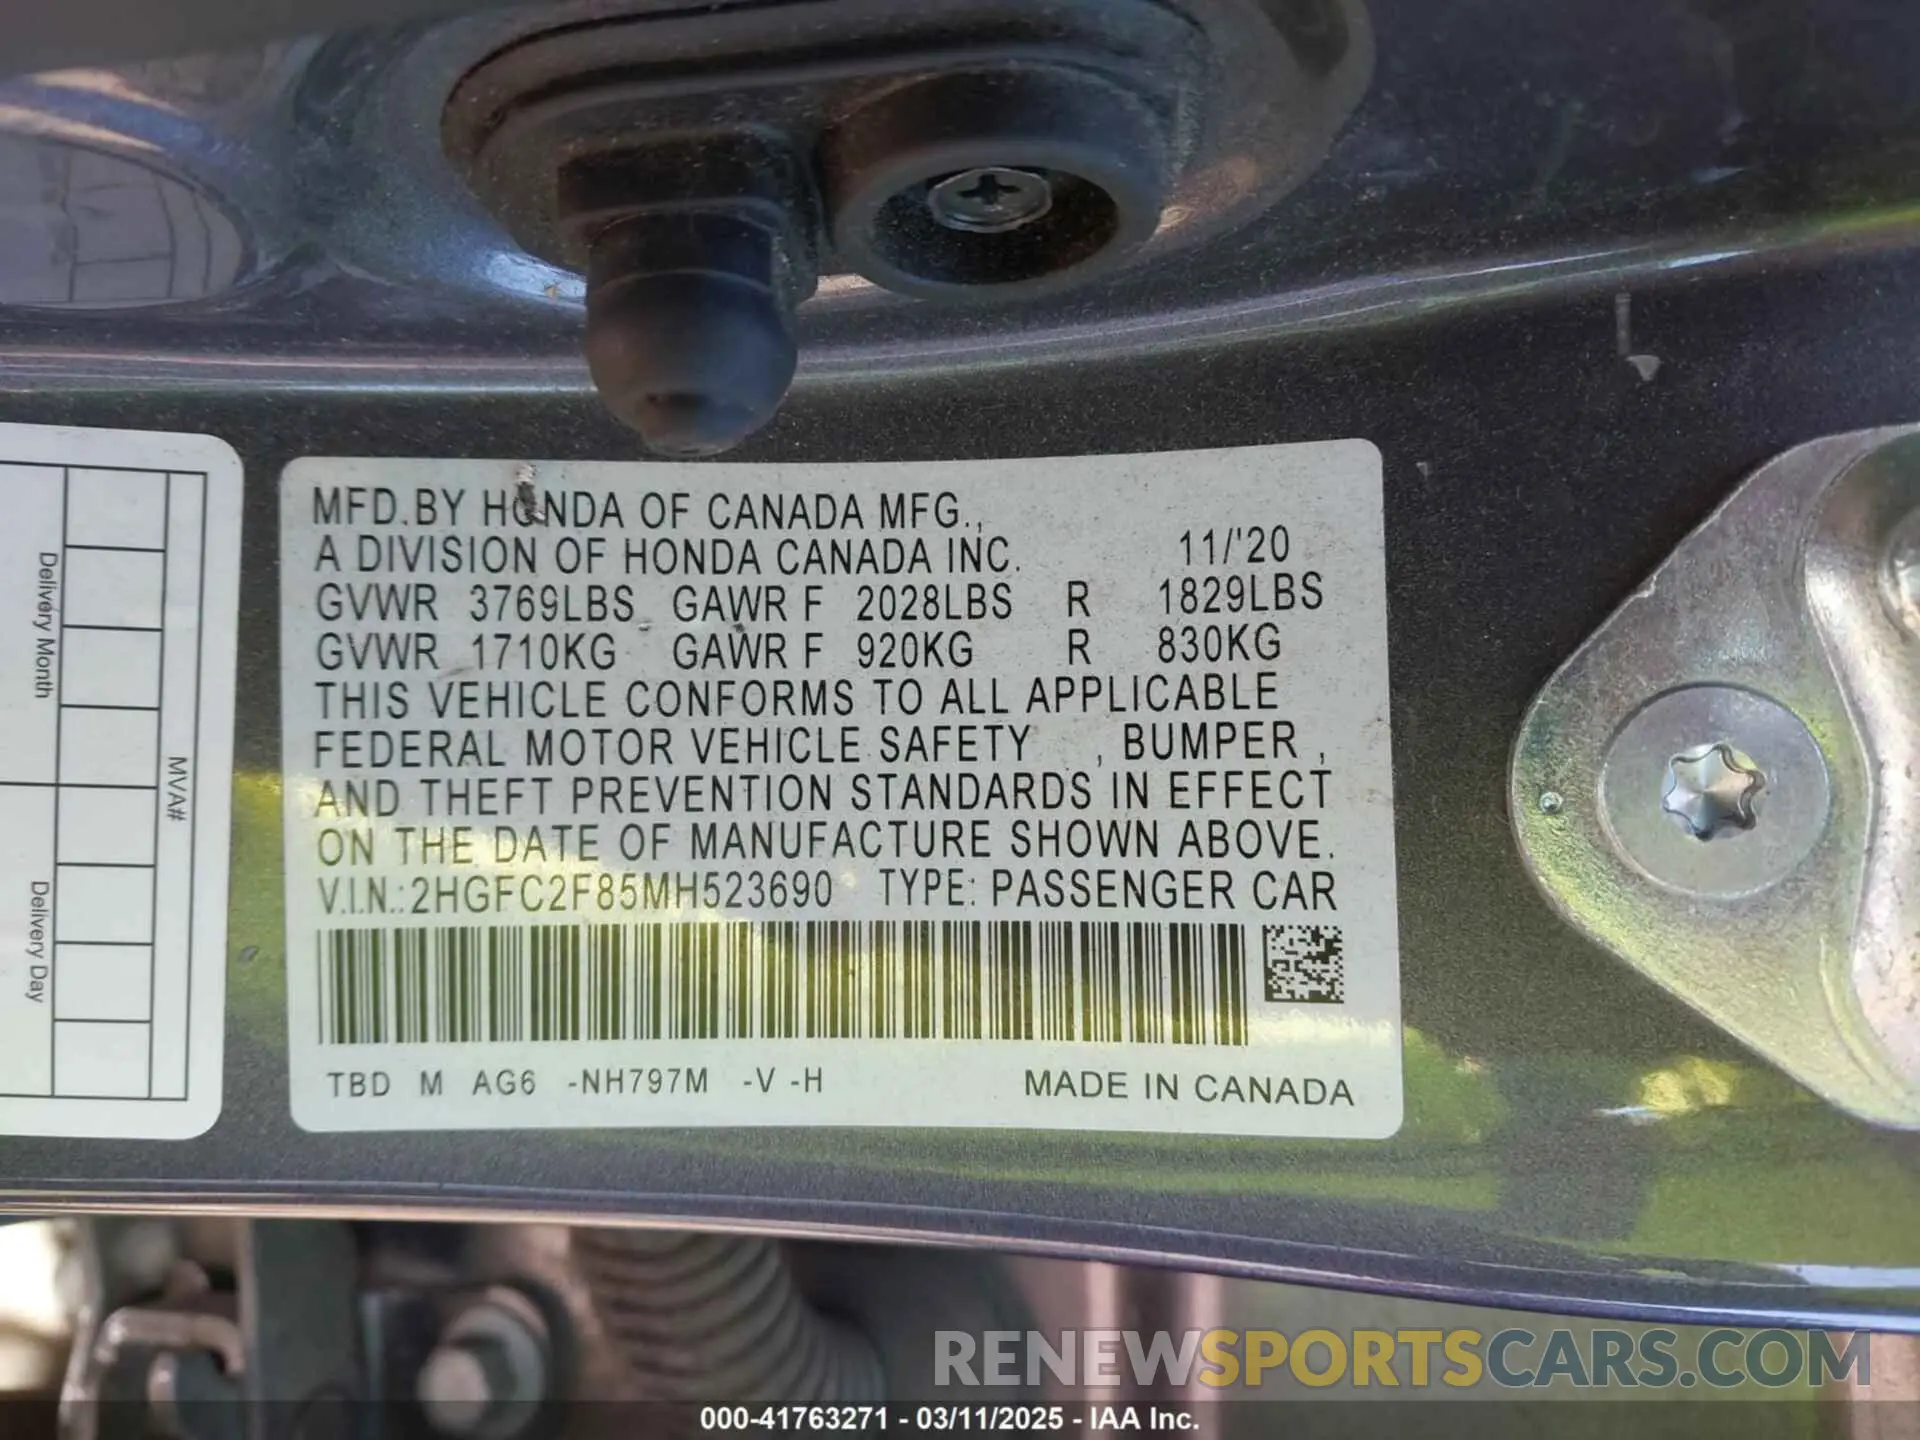 MFD.BY HONDA OF CANADA MFG.,
A DIVISION OF HONDA CANADA INC. 11/'20
GVWR 3769LBS GAWR F 2028LBS R 1829LBS
GVWR 1710KG GAWR F 920KG R 830KG
THIS VEHICLE CONFORMS TO ALL APPLICABLE
FEDERAL MOTOR VEHICLE SAFETY , BUMPER ,
AND THEFT PREVENTION STANDARDS IN EFFECT
ON THE DATE OF MANUFACTURE SHOWN ABOVE.
V.I.N.:2HGFC2F85MH523690 TYPE: PASSENGER CAR
TBD M AG6 -NH797M -V -H MADE IN CANADA
Delivery Month
Delivery Day
MVA#
RENEWSPORTSCARS.COM
000-41763271 - 03/11/2025 - IAA Inc.